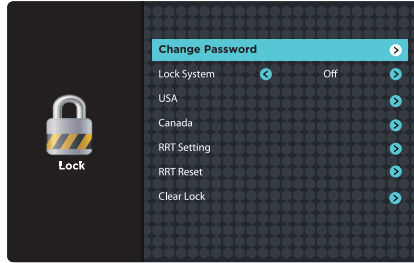 Change Password
Lock System Off
USA
Canada
RRT Setting
RRT Reset
Clear Lock
Lock